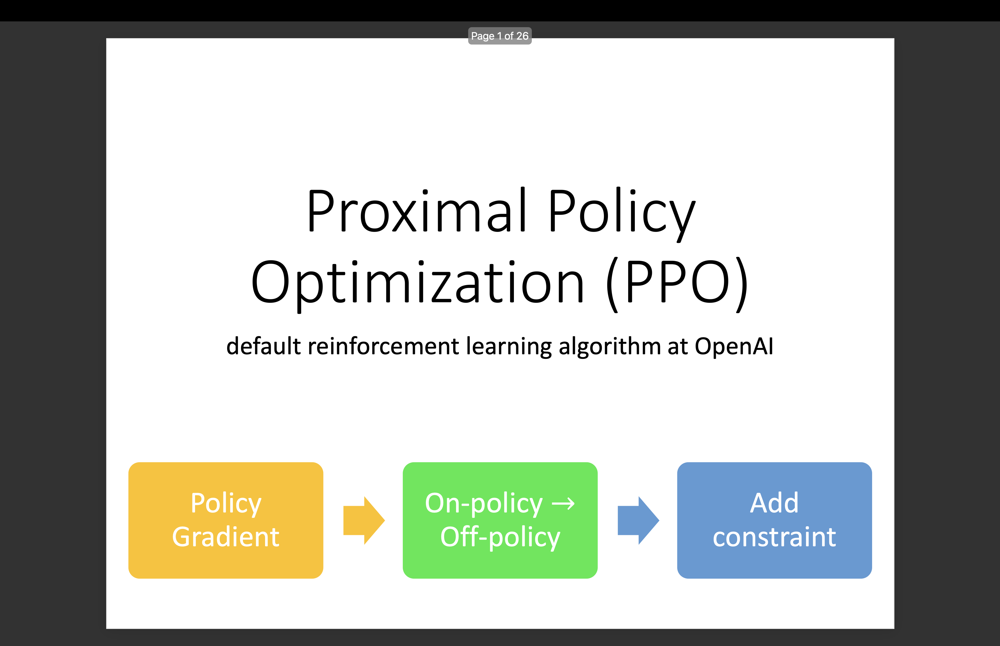 Page 1 of 26
Proximal Policy
Optimization (PPO)
default reinforcement learning algorithm at OpenAI
Policy
Gradient
On-policy →
Off-policy
Add
constraint